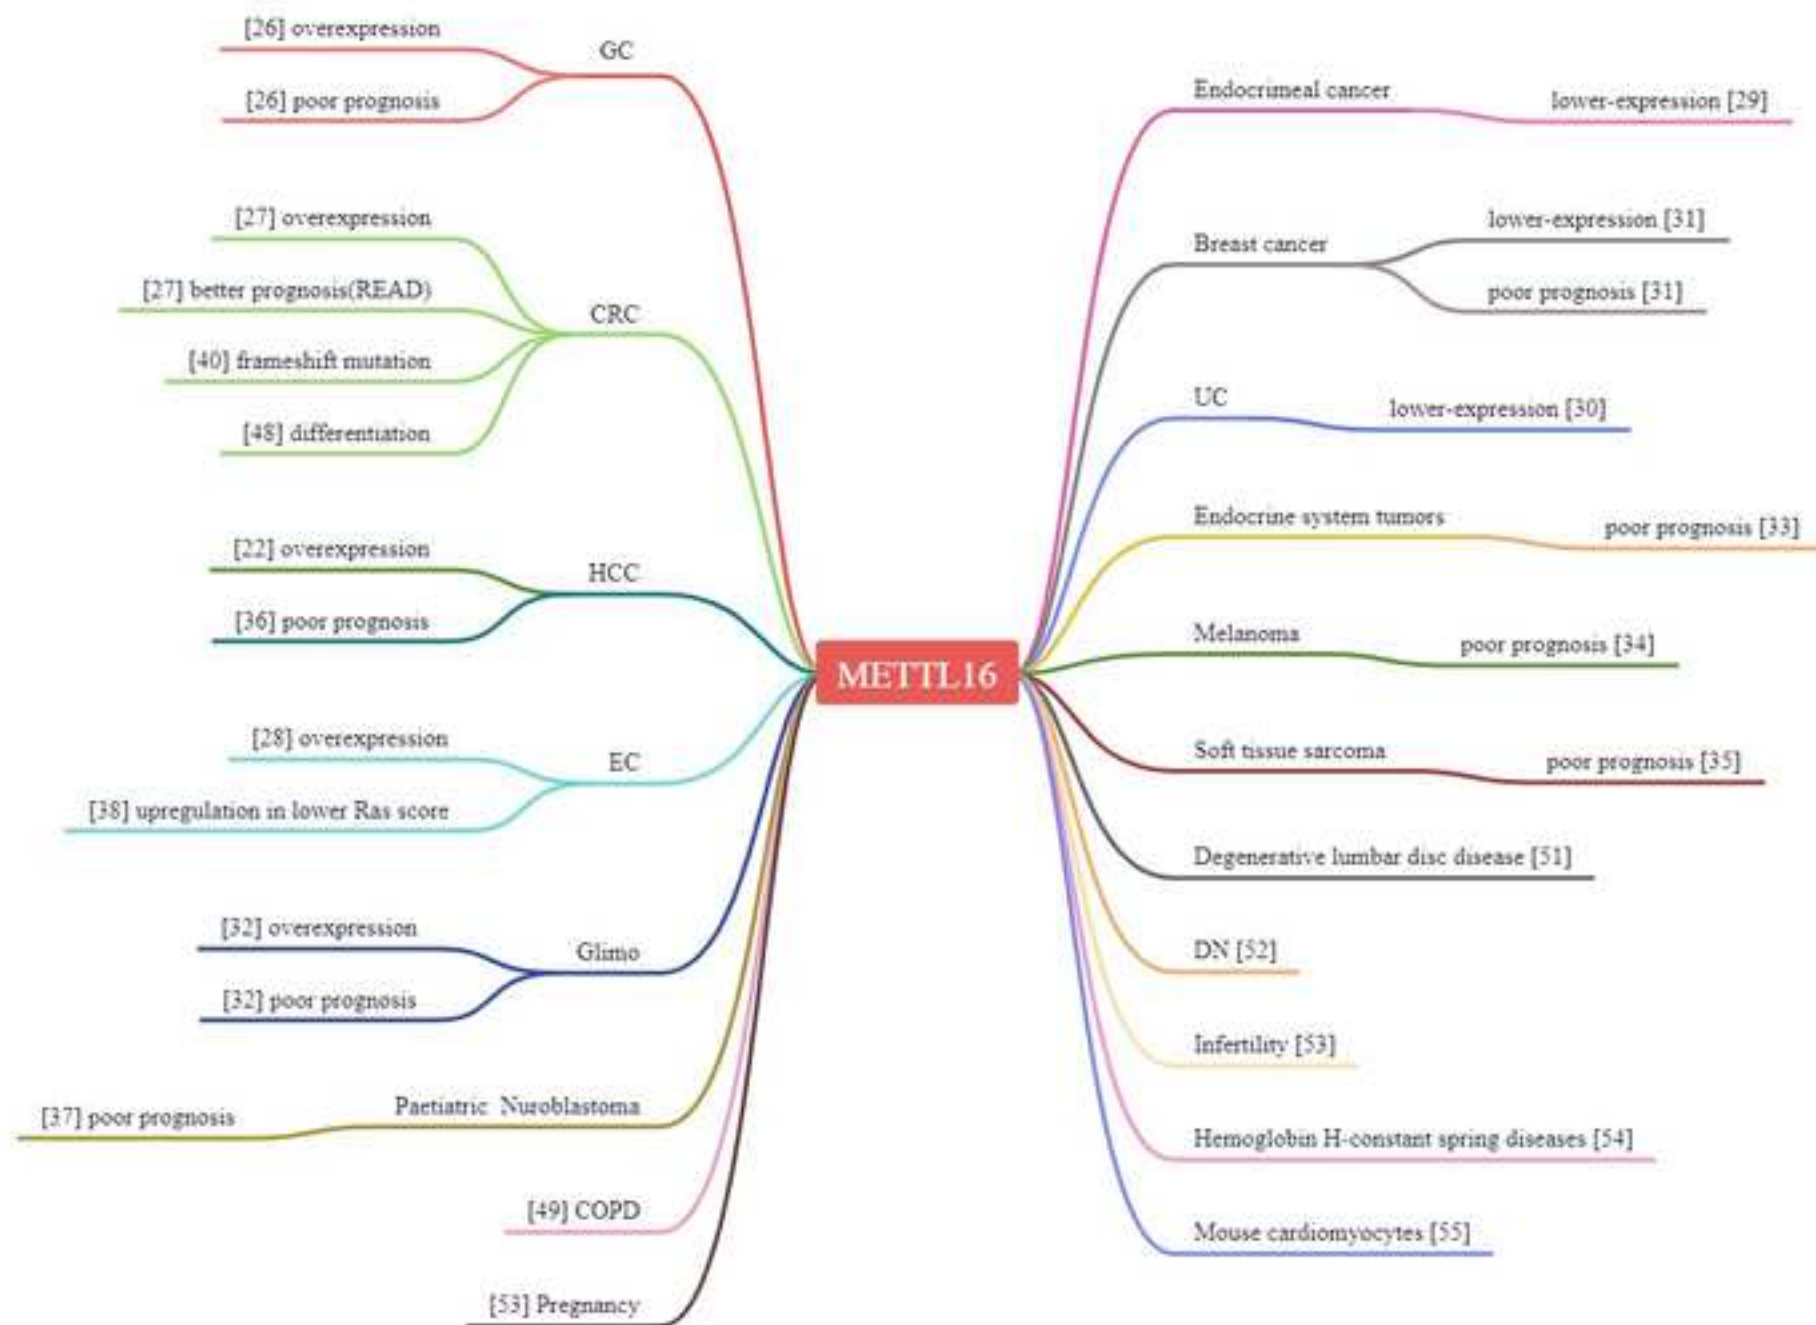 [26] overexpression
GC
[26] poor prognosis
[27] overexpression
[27] better prognosis(READ)
CRC
[40] frameshift mutation
[48] differentiation
[22] overexpression
HCC
[36] poor prognosis
[28] overexpression
EC
[38] upregulation in lower Ras score
[32] overexpression
Glimo
[32] poor prognosis
[37] poor prognosis
Paetiatric Nuroblastoma
[49] COPD
[53] Pregnancy
METTL16
Endocrimeal cancer
lower-expression [29]
Breast cancer
lower-expression [31]
poor prognosis [31]
UC
lower-expression [30]
Endocrine system tumors
poor prognosis [33]
Melanoma
poor prognosis [34]
Soft tissue sarcoma
poor prognosis [35]
Degenerative lumbar disc disease [51]
DN [52]
Infertility [53]
Hemoglobin H-constant spring diseases [54]
Mouse cardiomyocytes [55]